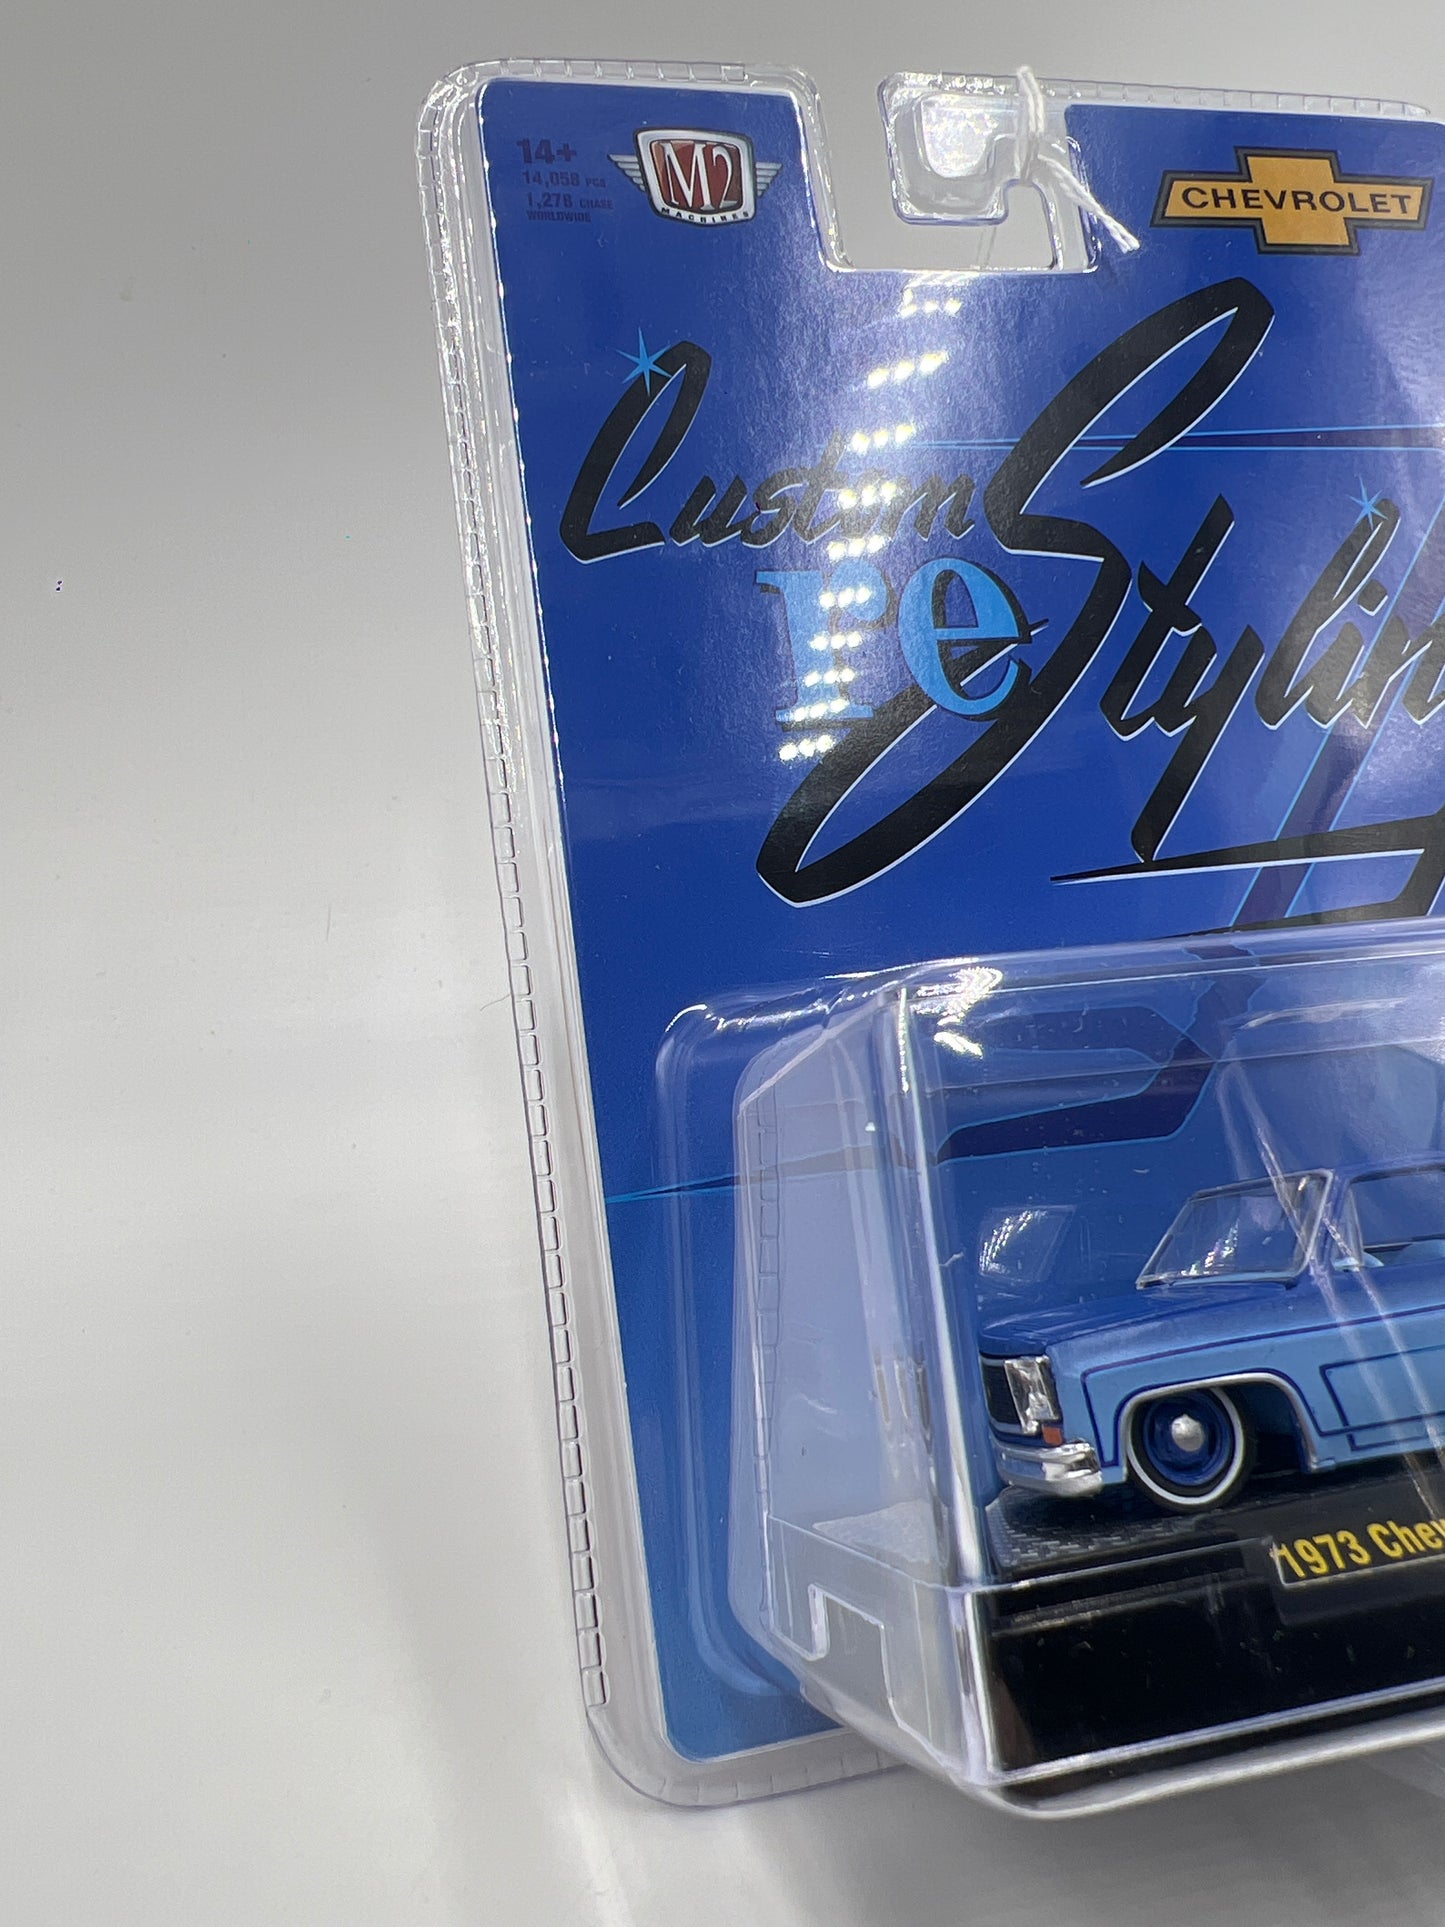 14+
14,058 PCS
1,278 CHASE
WORLDWIDE
M2
MACHINES
CHEVROLET
Custom
re
Stylin
1973 Chev